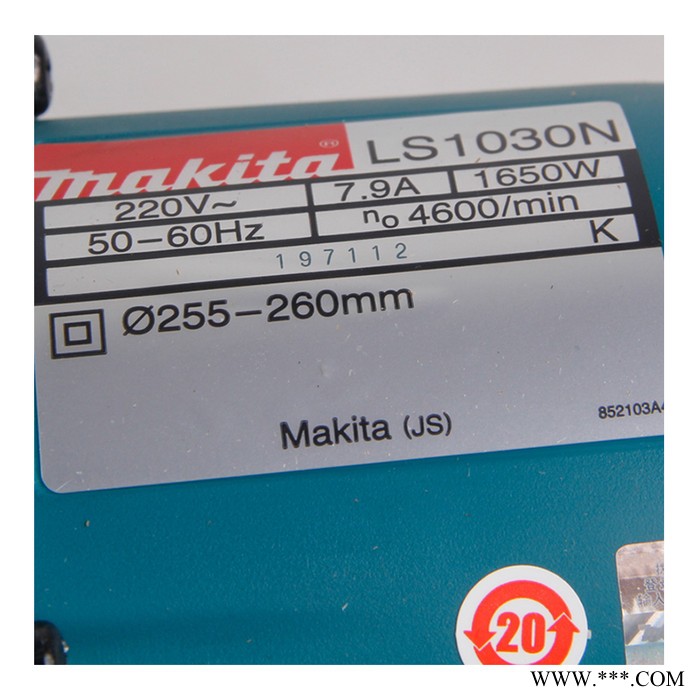 makita® LS1030N
220V~ 7.9A 1650W
50-60Hz n₀ 4600/min
197112 K
Ø255-260mm
Makita (JS)
852103A4
20
WWW.***.COM